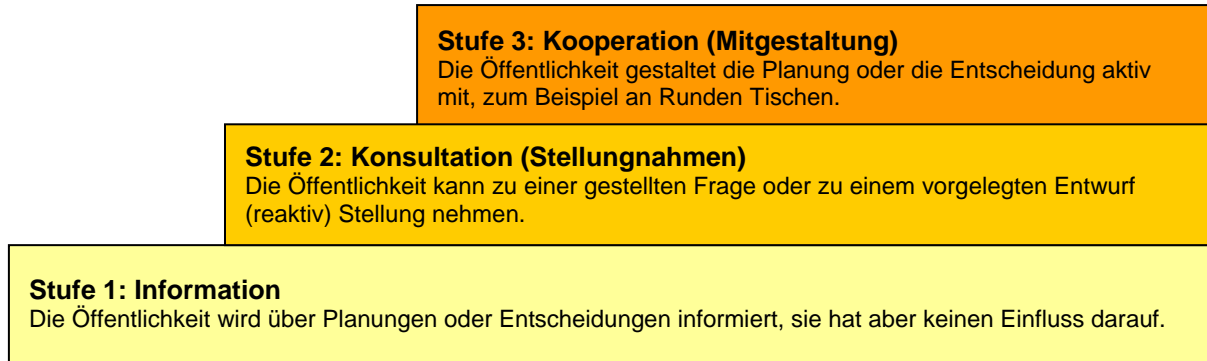 Stufe 3: Kooperation (Mitgestaltung)
Die Öffentlichkeit gestaltet die Planung oder die Entscheidung aktiv
mit, zum Beispiel an Runden Tischen.
Stufe 2: Konsultation (Stellungnahmen)
Die Öffentlichkeit kann zu einer gestellten Frage oder zu einem vorgelegten Entwurf
(reaktiv) Stellung nehmen.
Stufe 1: Information
Die Öffentlichkeit wird über Planungen oder Entscheidungen informiert, sie hat aber keinen Einfluss darauf.